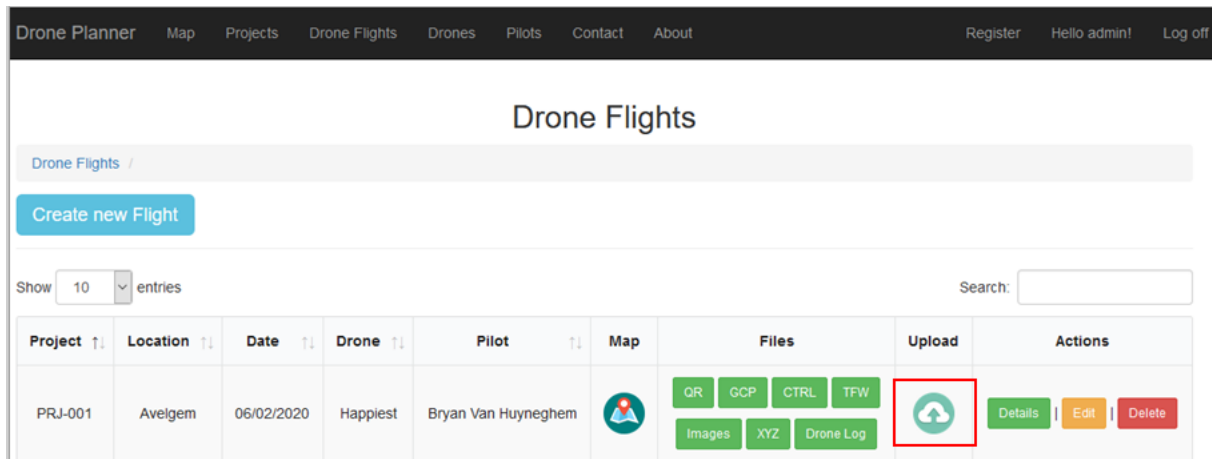 Drone Planner Map Projects Drone Flights Drones Pilots Contact About Register Hello admin! Log off
Drone Flights
Drone Flights /
Create new Flight
Show 10 entries Search:
Project Location Date Drone Pilot Map Files Upload Actions
QR GCP CTRL TFW
PRJ-001 Avelgem 06/02/2020 Happiest Bryan Van Huyneghem Details | Edit | Delete
Images XYZ Drone Log